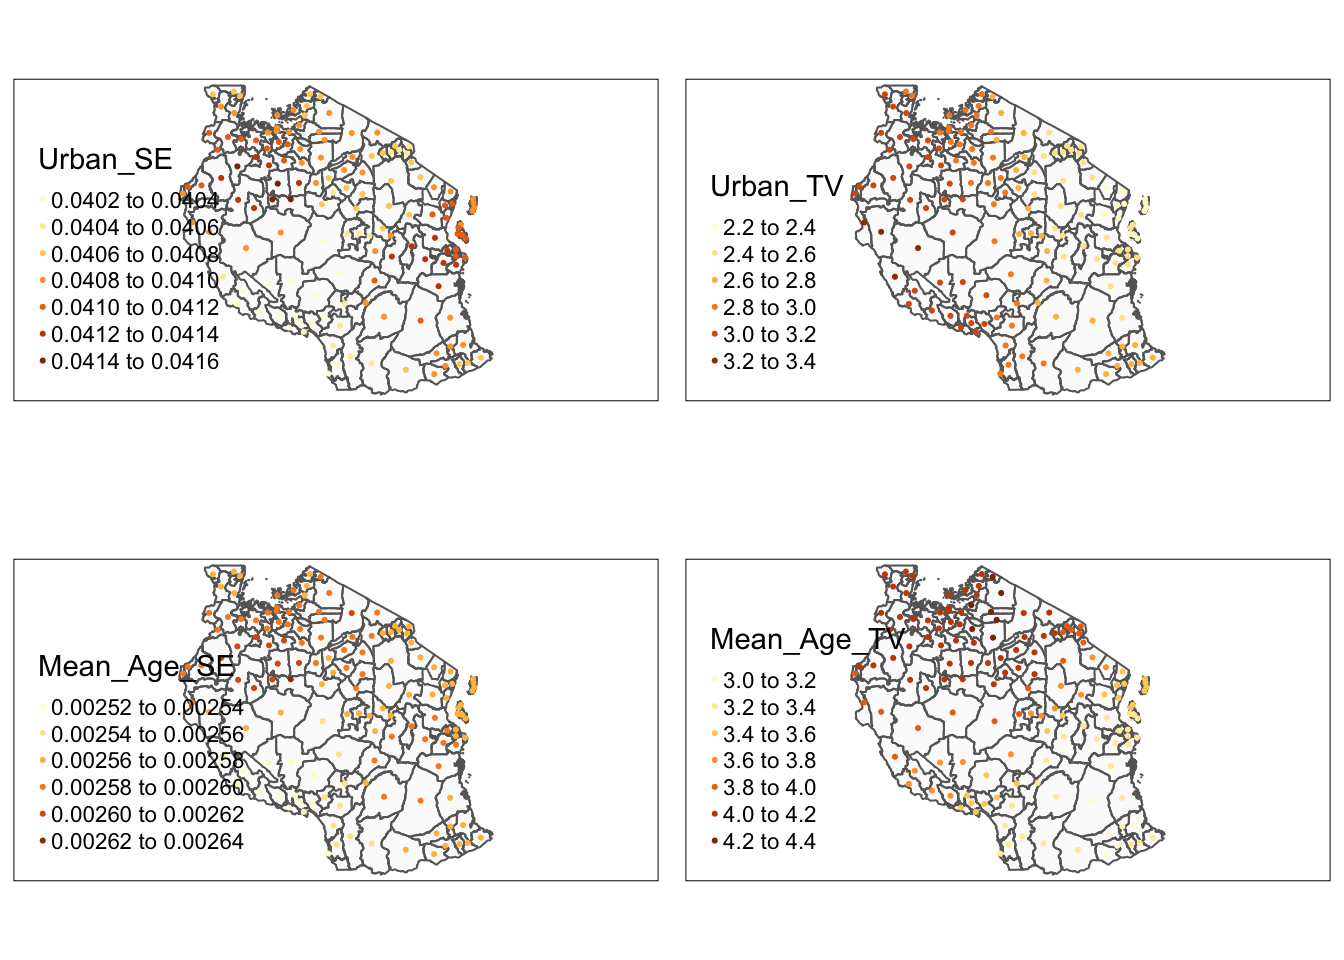 Urban_SE
0.0402 to 0.0404
0.0404 to 0.0406
0.0406 to 0.0408
0.0408 to 0.0410
0.0410 to 0.0412
0.0412 to 0.0414
0.0414 to 0.0416
Urban_TV
2.2 to 2.4
2.4 to 2.6
2.6 to 2.8
2.8 to 3.0
3.0 to 3.2
3.2 to 3.4
Mean_Age_SE
0.00252 to 0.00254
0.00254 to 0.00256
0.00256 to 0.00258
0.00258 to 0.00260
0.00260 to 0.00262
0.00262 to 0.00264
Mean_Age_TV
3.0 to 3.2
3.2 to 3.4
3.4 to 3.6
3.6 to 3.8
3.8 to 4.0
4.0 to 4.2
4.2 to 4.4